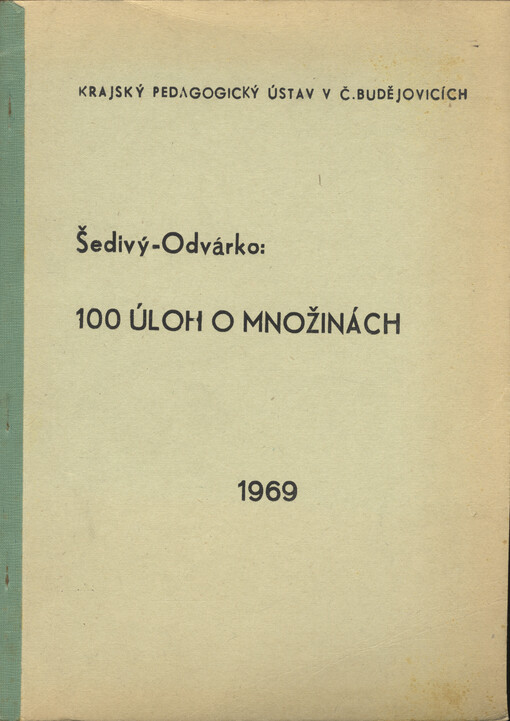 KRAJSKÝ PEDAGOGICKÝ ÚSTAV V Č.BUDĚJOVICÍCH
Šedivý-Odvárko:
100 ÚLOH O MNOŽINÁCH
1969